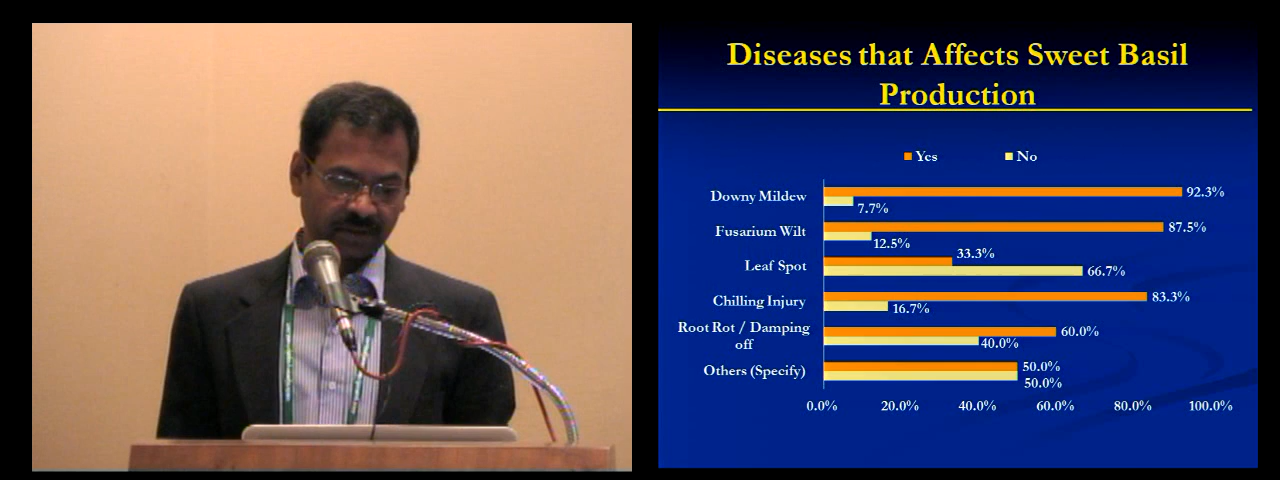 Diseases that Affects Sweet Basil
Production
Yes
No
Downy Mildew
92.3%
7.7%
Fusarium Wilt
87.5%
12.5%
Leaf Spot
33.3%
66.7%
Chilling Injury
83.3%
16.7%
Root Rot / Damping
off
60.0%
40.0%
Others (Specify)
50.0%
50.0%
0.0%
20.0%
40.0%
60.0%
80.0%
100.0%